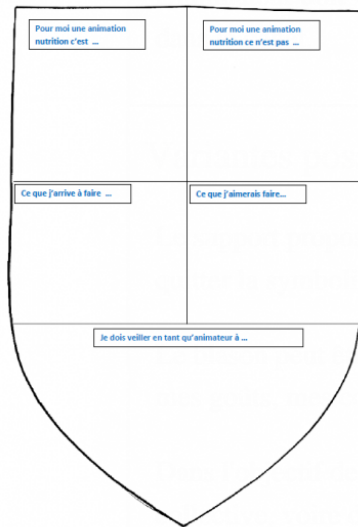 Pour moi une animation
nutrition c'est ...
Pour moi une animation
nutrition ce n'est pas ...
Ce que j'arrive à faire ...
Ce que j'aimerais faire...
Je dois veiller en tant qu'animateur à ...